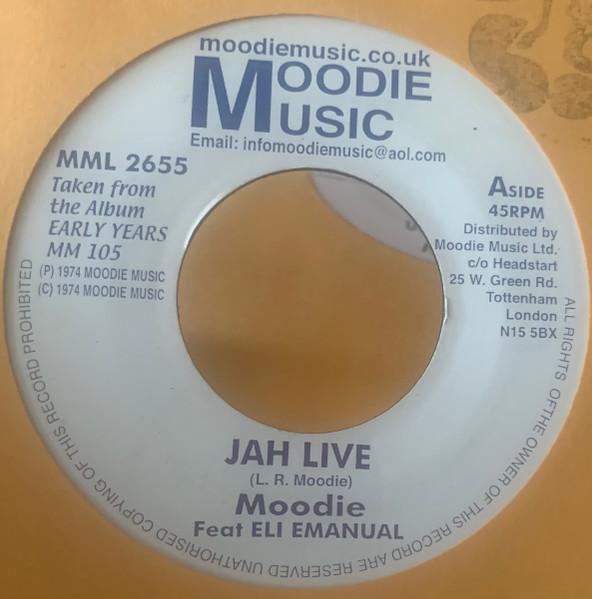 moodiemusic.co.uk
MOODIE
MUSIC
Email: infomoodiemusic@aol.com
MML 2655
Taken from
the Album
EARLY YEARS
MM 105
(P) 1974 MOODIE MUSIC
(C) 1974 MOODIE MUSIC
ASIDE
45RPM
Distributed by
Moodie Music Ltd.
c/o Headstart
25 W. Green Rd.
Tottenham
London
N15 5BX
JAH LIVE
(L. R. Moodie)
Moodie
Feat ELI EMANUAL
ALL RIGHTS OFTHE OWNER OF THIS RECORD ARE RESERVED UNATHORISED COPYING OF THIS RECORD PROHIBITED